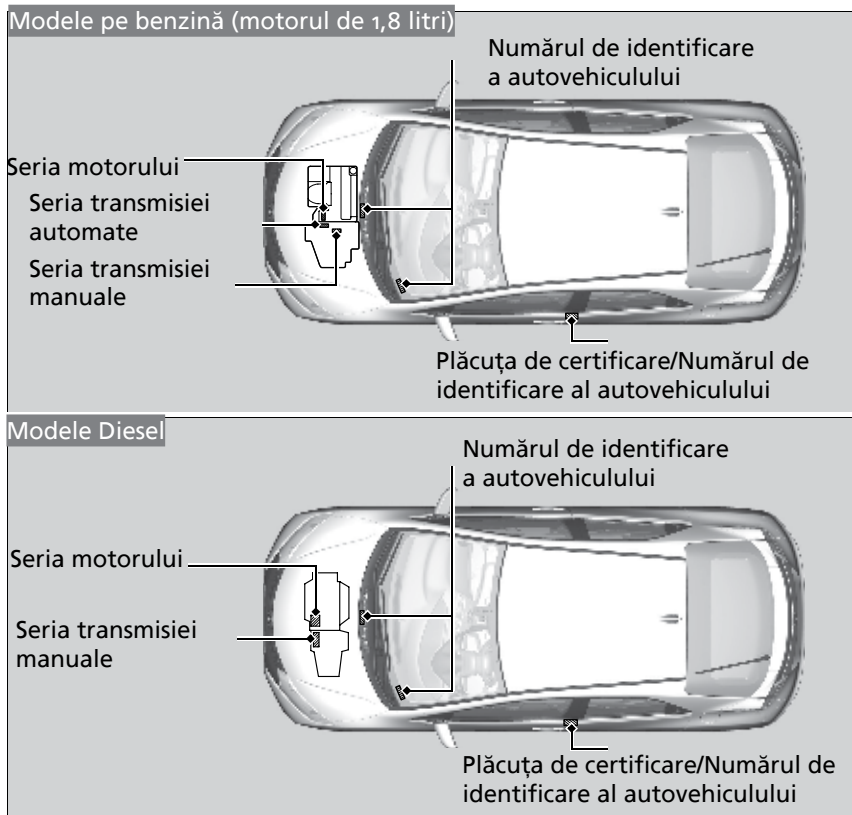 Modele pe benzină (motorul de 1,8 litri)
Numărul de identificare
a autovehiculului
Seria motorului
Seria transmisiei
automate
Seria transmisiei
manuale
Plăcuța de certificare/Numărul de
identificare al autovehiculului
Modele Diesel
Numărul de identificare
a autovehiculului
Seria motorului
Seria transmisiei
manuale
Plăcuța de certificare/Numărul de
identificare al autovehiculului